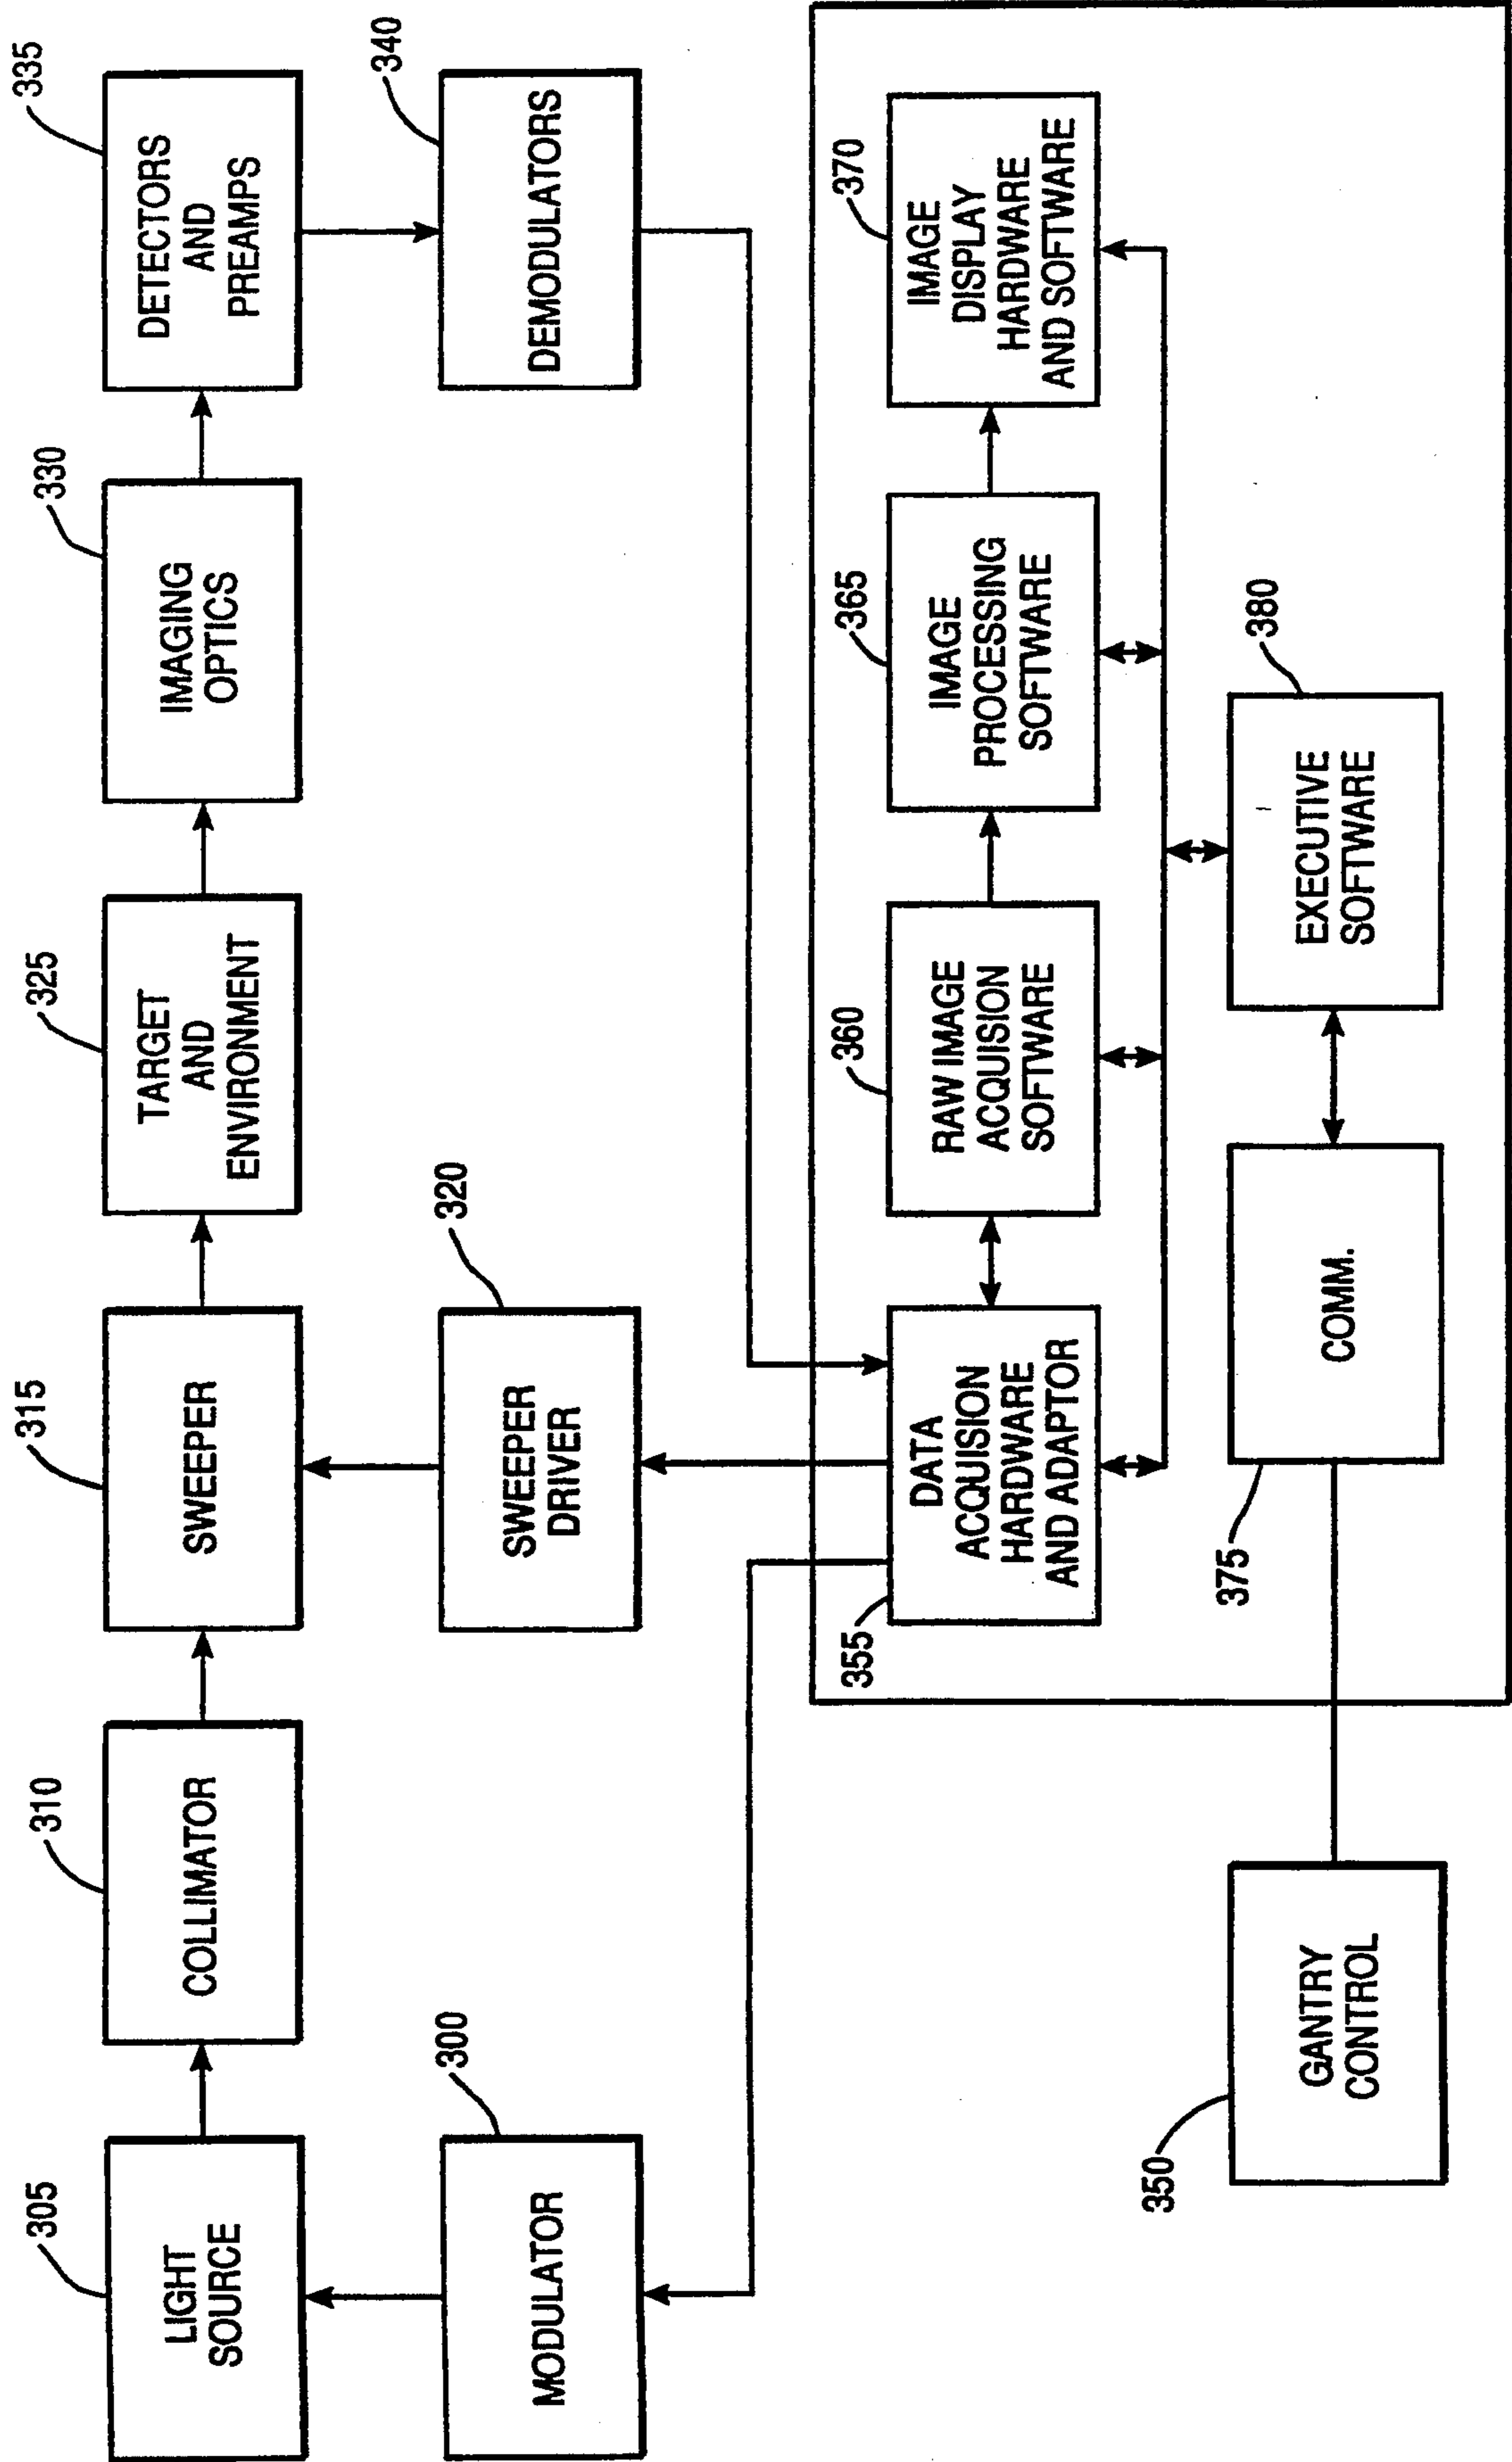 305
LIGHT
SOURCE
310
COLLIMATOR
315
SWEEPER
325
TARGET
AND
ENVIRONMENT
330
IMAGING
OPTICS
335
DETECTORS
AND
PREAMPS
300
MODULATOR
320
SWEEPER
DRIVER
340
DEMODULATORS
355
DATA
ACQUISION
HARDWARE
AND ADAPTOR
360
RAW IMAGE
ACQUISION
SOFTWARE
365
IMAGE
PROCESSING
SOFTWARE
370
IMAGE
DISPLAY
HARDWARE
AND SOFTWARE
350
GANTRY
CONTROL
375
COMM.
380
EXECUTIVE
SOFTWARE